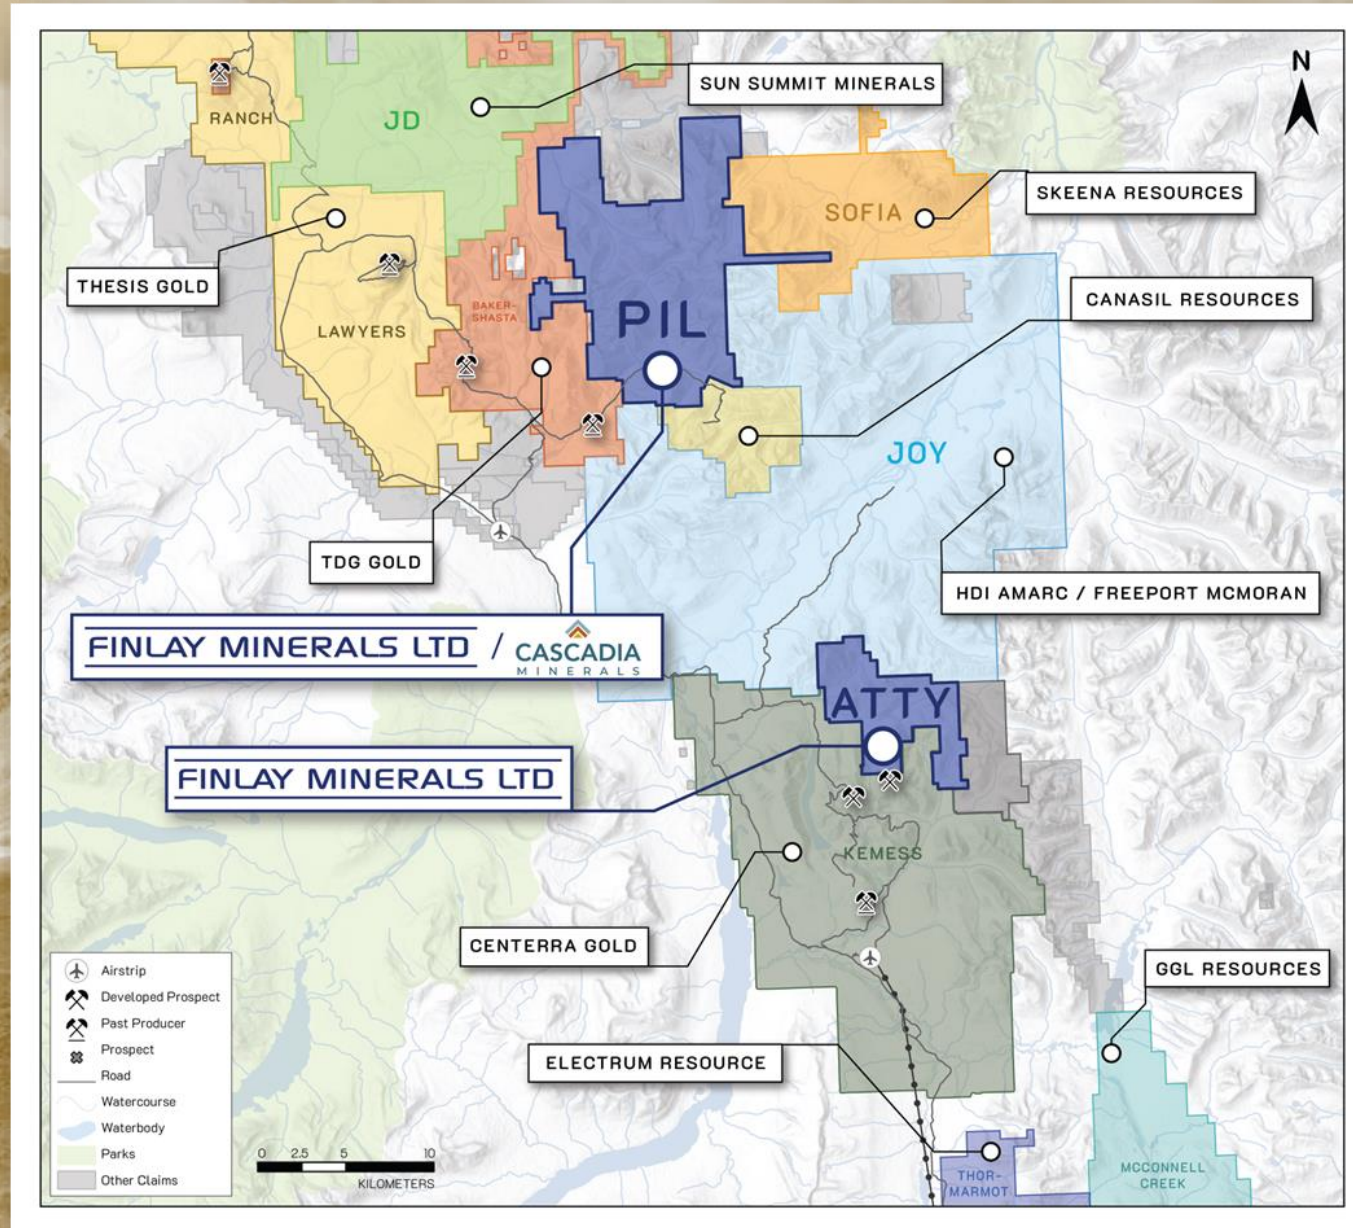 N
SUN SUMMIT MINERALS
RANCH
JD
SKEENA RESOURCES
SOFIA
THESIS GOLD
CANASIL RESOURCES
BAKER-
SHASTA
PIL
LAWYERS
JOY
TDG GOLD
HDI AMARC / FREEPORT MCMORAN
FINLAY MINERALS LTD / CASCADIA
MINERALS
ATTY
FINLAY MINERALS LTD
KEMESS
CENTERRA GOLD
GGL RESOURCES
ELECTRUM RESOURCE
THOR-
MARMOT
MCCONNELL
CREEK
Airstrip
Developed Prospect
Past Producer
Prospect
Road
Watercourse
Waterbody
Parks
Other Claims
0 2.5 5 10
KILOMETERS